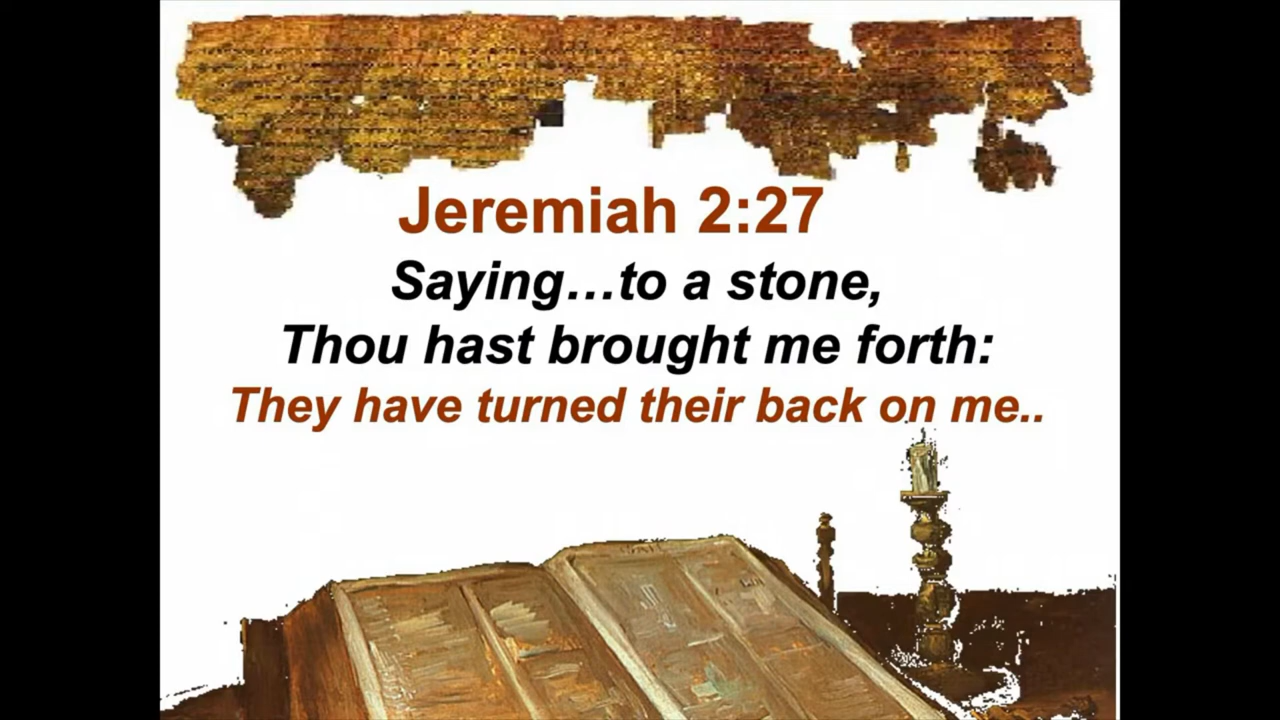 Jeremiah 2:27
Saying...to a stone,
Thou hast brought me forth:
They have turned their back on me..